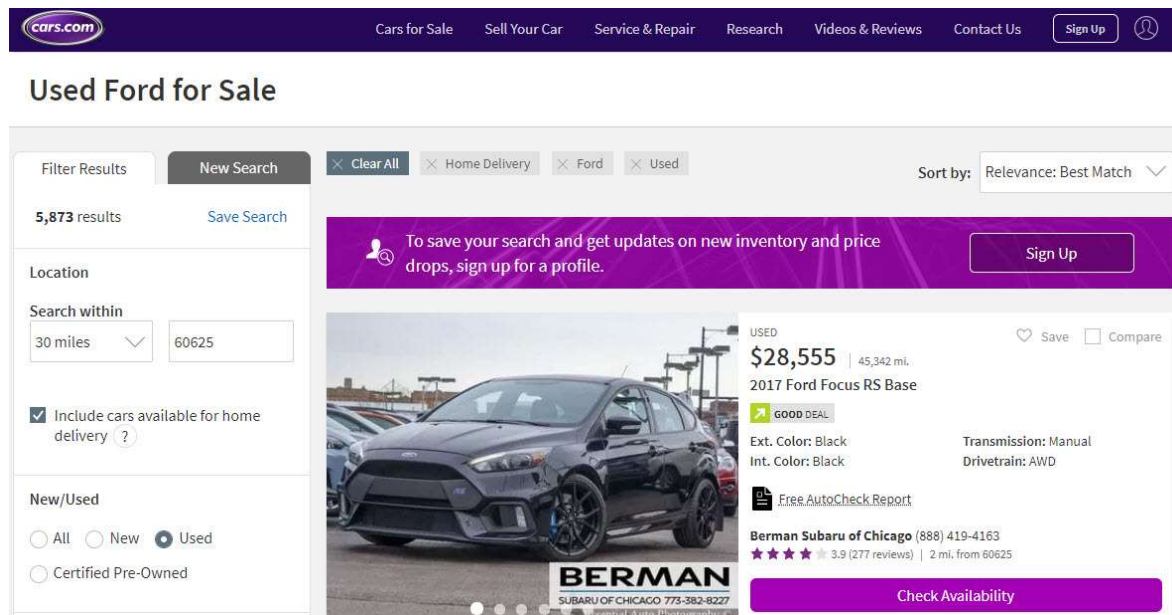 cars.com
Cars for Sale
Sell Your Car
Service & Repair
Research
Videos & Reviews
Contact Us
Sign Up
Used Ford for Sale
Filter Results
New Search
Clear All
Home Delivery
Ford
Used
Sort by:
Relevance: Best Match
5,873 results
Save Search
To save your search and get updates on new inventory and price
drops, sign up for a profile.
Sign Up
Location
Search within
30 miles
60625
Include cars available for home
delivery ?
New/Used
All
New
Used
Certified Pre-Owned
BERMAN
SUBARU OF CHICAGO 773-382-8227
USED
Save
Compare
$28,555 | 45,342 mi.
2017 Ford Focus RS Base
GOOD DEAL
Ext. Color: Black
Transmission: Manual
Int. Color: Black
Drivetrain: AWD
Free AutoCheck Report
Berman Subaru of Chicago (888) 419-4163
3.9 (277 reviews) | 2 mi. from 60625
Check Availability